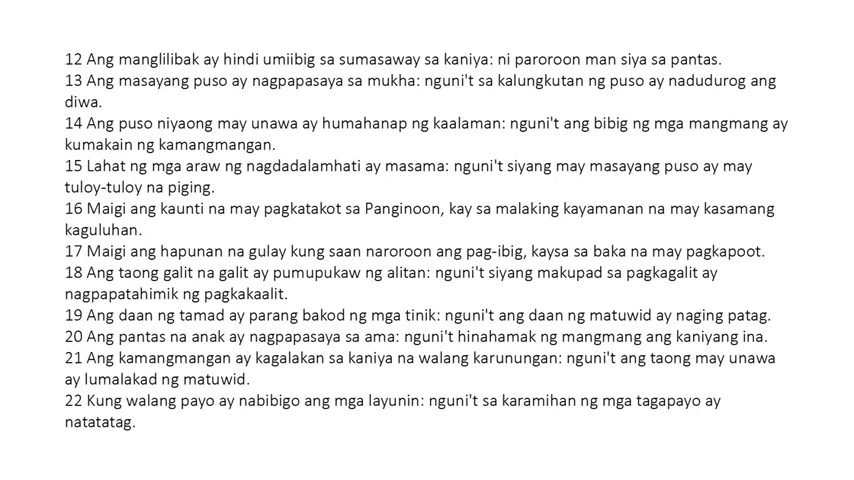 12 Ang manglilibak ay hindi umiibig sa sumasaway sa kaniya: ni paroroon man siya sa pantas.
13 Ang masayang puso ay nagpapasaya sa mukha: nguni't sa kalungkutan ng puso ay nadudurog ang
diwa.
14 Ang puso niyaong may unawa ay humahanap ng kaalaman: nguni't ang bibig ng mga mangmang ay
kumakain ng kamangmangan.
15 Lahat ng mga araw ng nagdadalamhati ay masama: nguni't siyang may masayang puso ay may
tuloy-tuloy na piging.
16 Maigi ang kaunti na may pagkatakot sa Panginoon, kay sa malaking kayamanan na may kasamang
kaguluhan.
17 Maigi ang hapunan na gulay kung saan naroroon ang pag-ibig, kaysa sa baka na may pagkapoot.
18 Ang taong galit na galit ay pumupukaw ng alitan: nguni't siyang makupad sa pagkagalit ay
nagpapatahimik ng pagkakaalit.
19 Ang daan ng tamad ay parang bakod ng mga tinik: nguni't ang daan ng matuwid ay naging patag.
20 Ang pantas na anak ay nagpapasaya sa ama: nguni't hinahamak ng mangmang ang kaniyang ina.
21 Ang kamangmangan ay kagalakan sa kaniya na walang karunungan: nguni't ang taong may unawa
ay lumalakad ng matuwid.
22 Kung walang payo ay nabibigo ang mga layunin: nguni't sa karamihan ng mga tagapayo ay
natatatag.